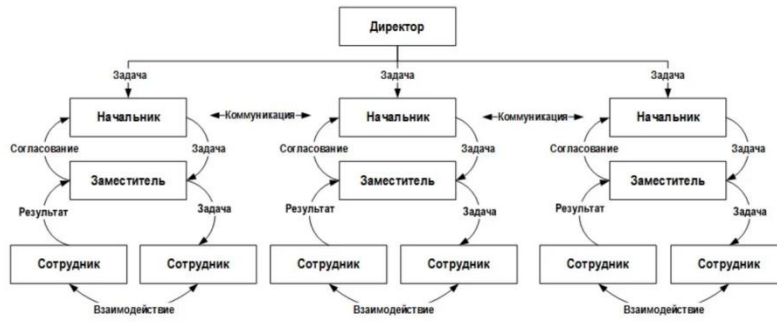 Директор
Задача Задача Задача
Начальник Коммуникация Начальник Коммуникация Начальник
Согласование Задача Согласование Задача Согласование Задача
Заместитель Заместитель Заместитель
Результат Задача Результат Задача Результат Задача
Сотрудник Сотрудник Сотрудник Сотрудник Сотрудник Сотрудник
Взаимодействие Взаимодействие Взаимодействие